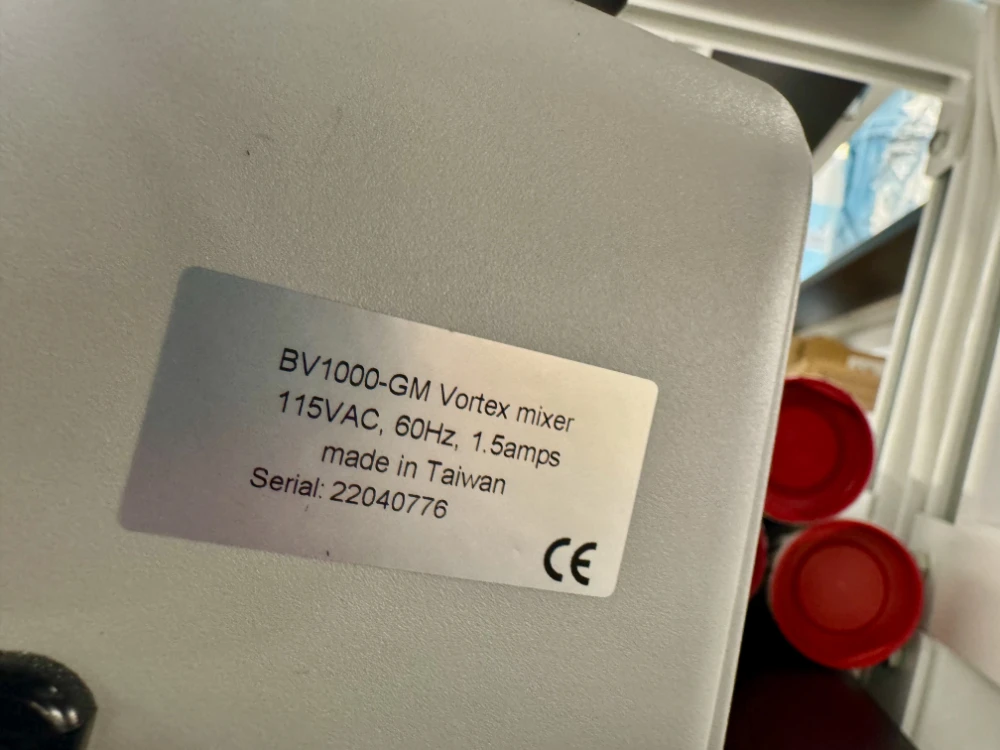 BV1000-GM Vortex mixer
115VAC, 60Hz, 1.5amps
made in Taiwan
Serial: 22040776
CE